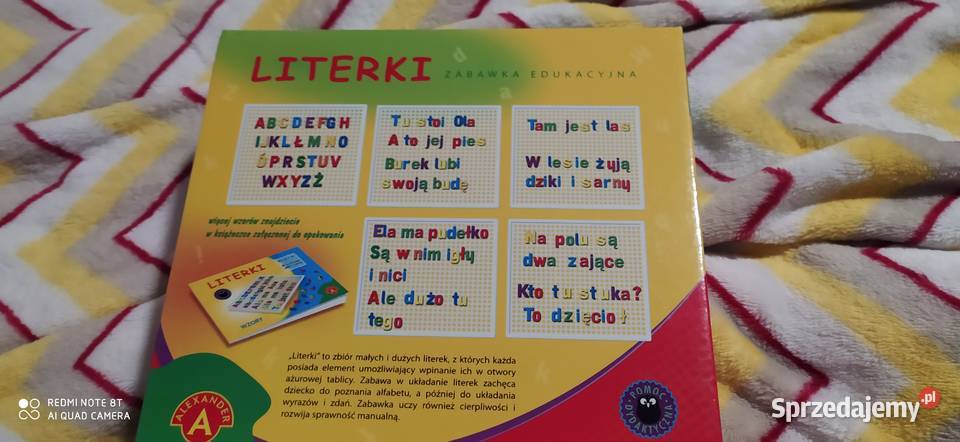 LITERKI ZABAWKA EDUKACYJNA
ABCDEFGH
IJKLŁMNO
ÓPRSTUV
WXYZŻ
Tu stoi Ola
A to jej pies
Burek lubi
swoją budę
Tam jest las
W lesie żyją
dziki i sarny
więcej wzorów znajdziecie
w książeczce załączonej do opakowania
LITERKI
WZORY
Ela ma pudełko
Są w nim igły
i nici
Ale dużo tu
tego
Na polu są
dwa zające
Kto tu stuka?
To dzięcioł
„Literki” to zbiór małych i dużych literek, z których każda
posiada element umożliwiający wpinanie ich w otwory
ażurowej tablicy. Zabawa w układanie literek zachęca
dziecko do poznania alfabetu, a później do układania
wyrazów i zdań. Zabawka uczy również cierpliwości i
rozwija sprawność manualną.
ALEXANDER
A
POMOC DYDAKTYCZNA
REDMI NOTE 8T
AI QUAD CAMERA
Sprzedajemy.pl